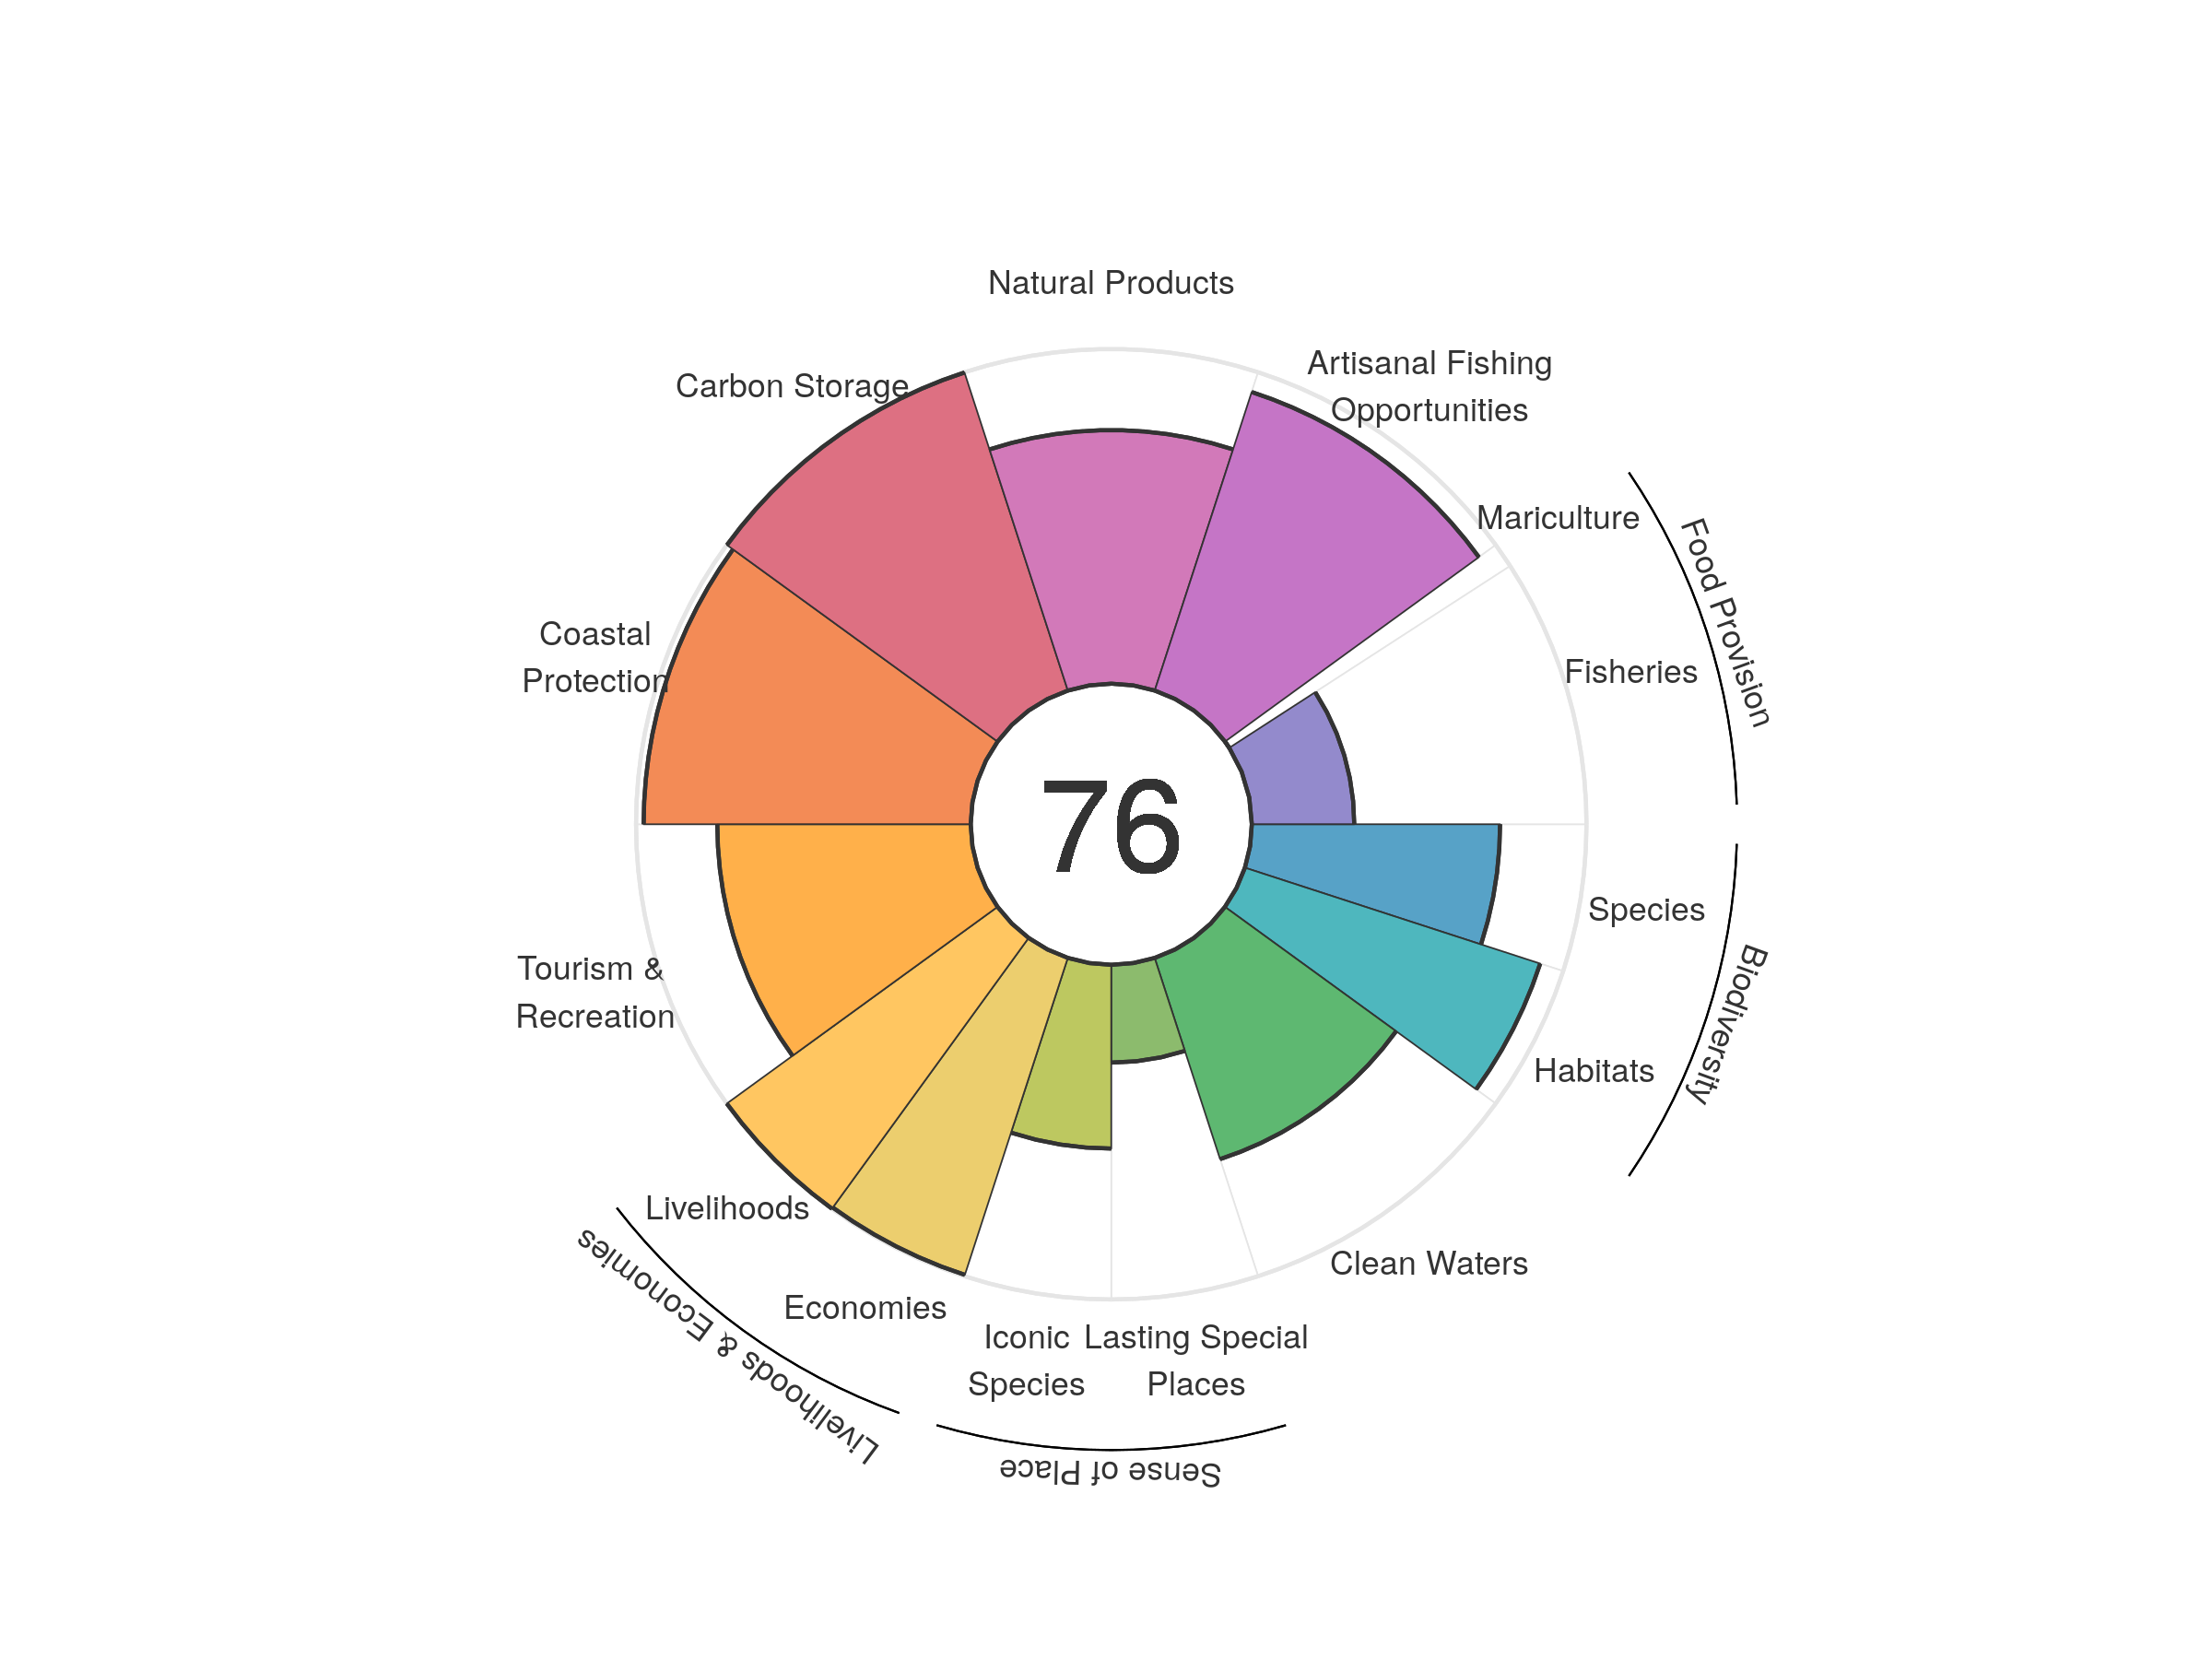 Natural Products
Artisanal Fishing
Opportunities
Carbon Storage
Mariculture
Food Provision
Fisheries
Coastal
Protection
76
Species
Biodiversity
Tourism &
Recreation
Habitats
Livelihoods
Clean Waters
Economies
Livelihoods & Economies
Iconic
Species
Lasting Special
Places
Sense of Place